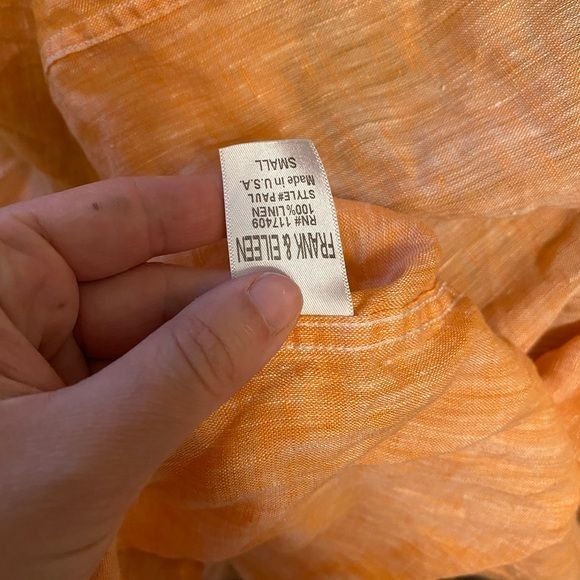 FRANK & EILEEN
RN# 117409
100% LINEN
STYLE# PAUL
Made in U.S.A.
SMALL